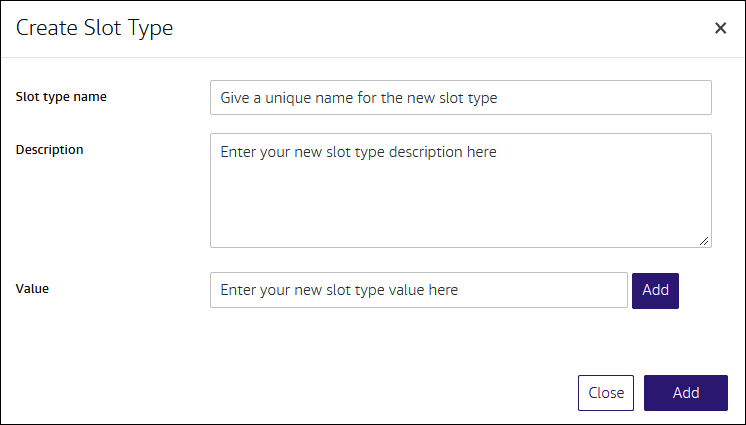 Create Slot Type
×
Slot type name
Give a unique name for the new slot type
Description
Enter your new slot type description here
Value
Enter your new slot type value here
Add
Close
Add